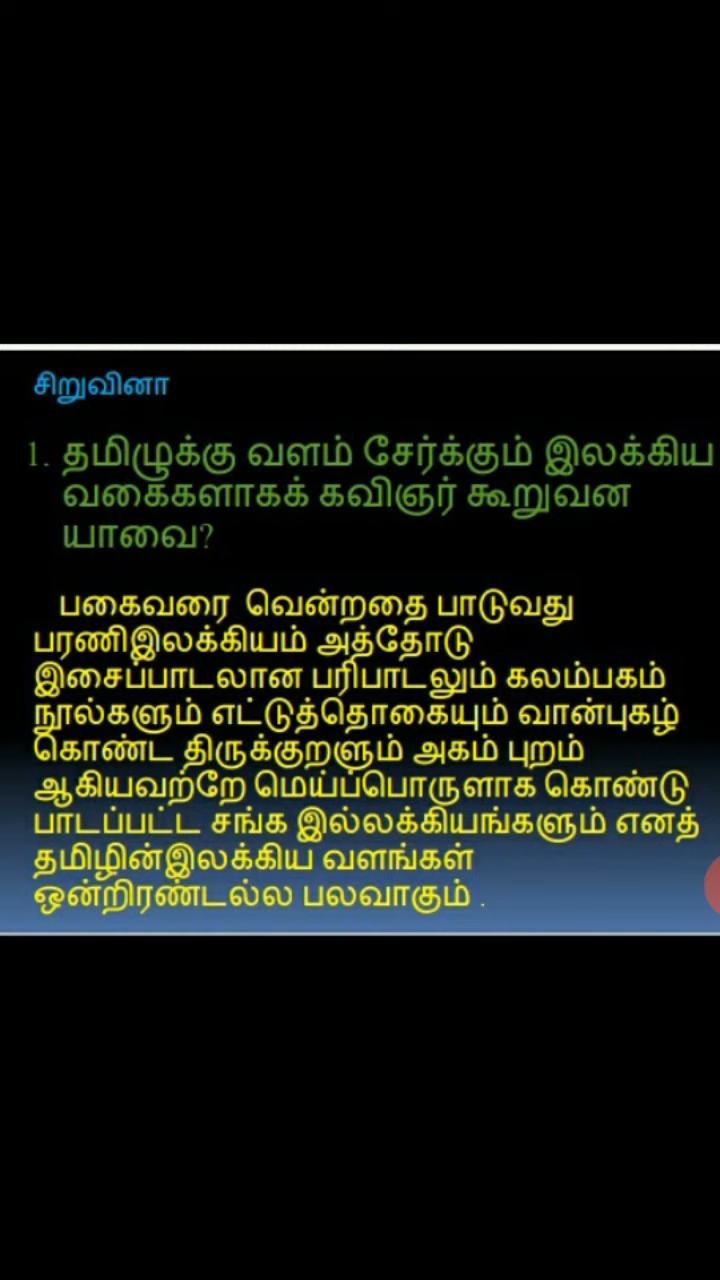 சிறுவினா
1. தமிழுக்கு வளம் சேர்க்கும் இலக்கிய
வகைகளாகக் கவிஞர் கூறுவன
யாவை?
பகைவரை வென்றதை பாடுவது
பரணிஇலக்கியம் அத்தோடு
இசைப்பாடலான பரிபாடலும் கலம்பகம்
நூல்களும் எட்டுத்தொகையும் வான்புகழ்
கொண்ட திருக்குறளும் அகம் புறம்
ஆகியவற்றே மெய்ப்பொருளாக கொண்டு
பாடப்பட்ட சங்க இல்லக்கியங்களும் எனத்
தமிழின்இலக்கிய வளங்கள்
ஒன்றிரண்டல்ல பலவாகும் .